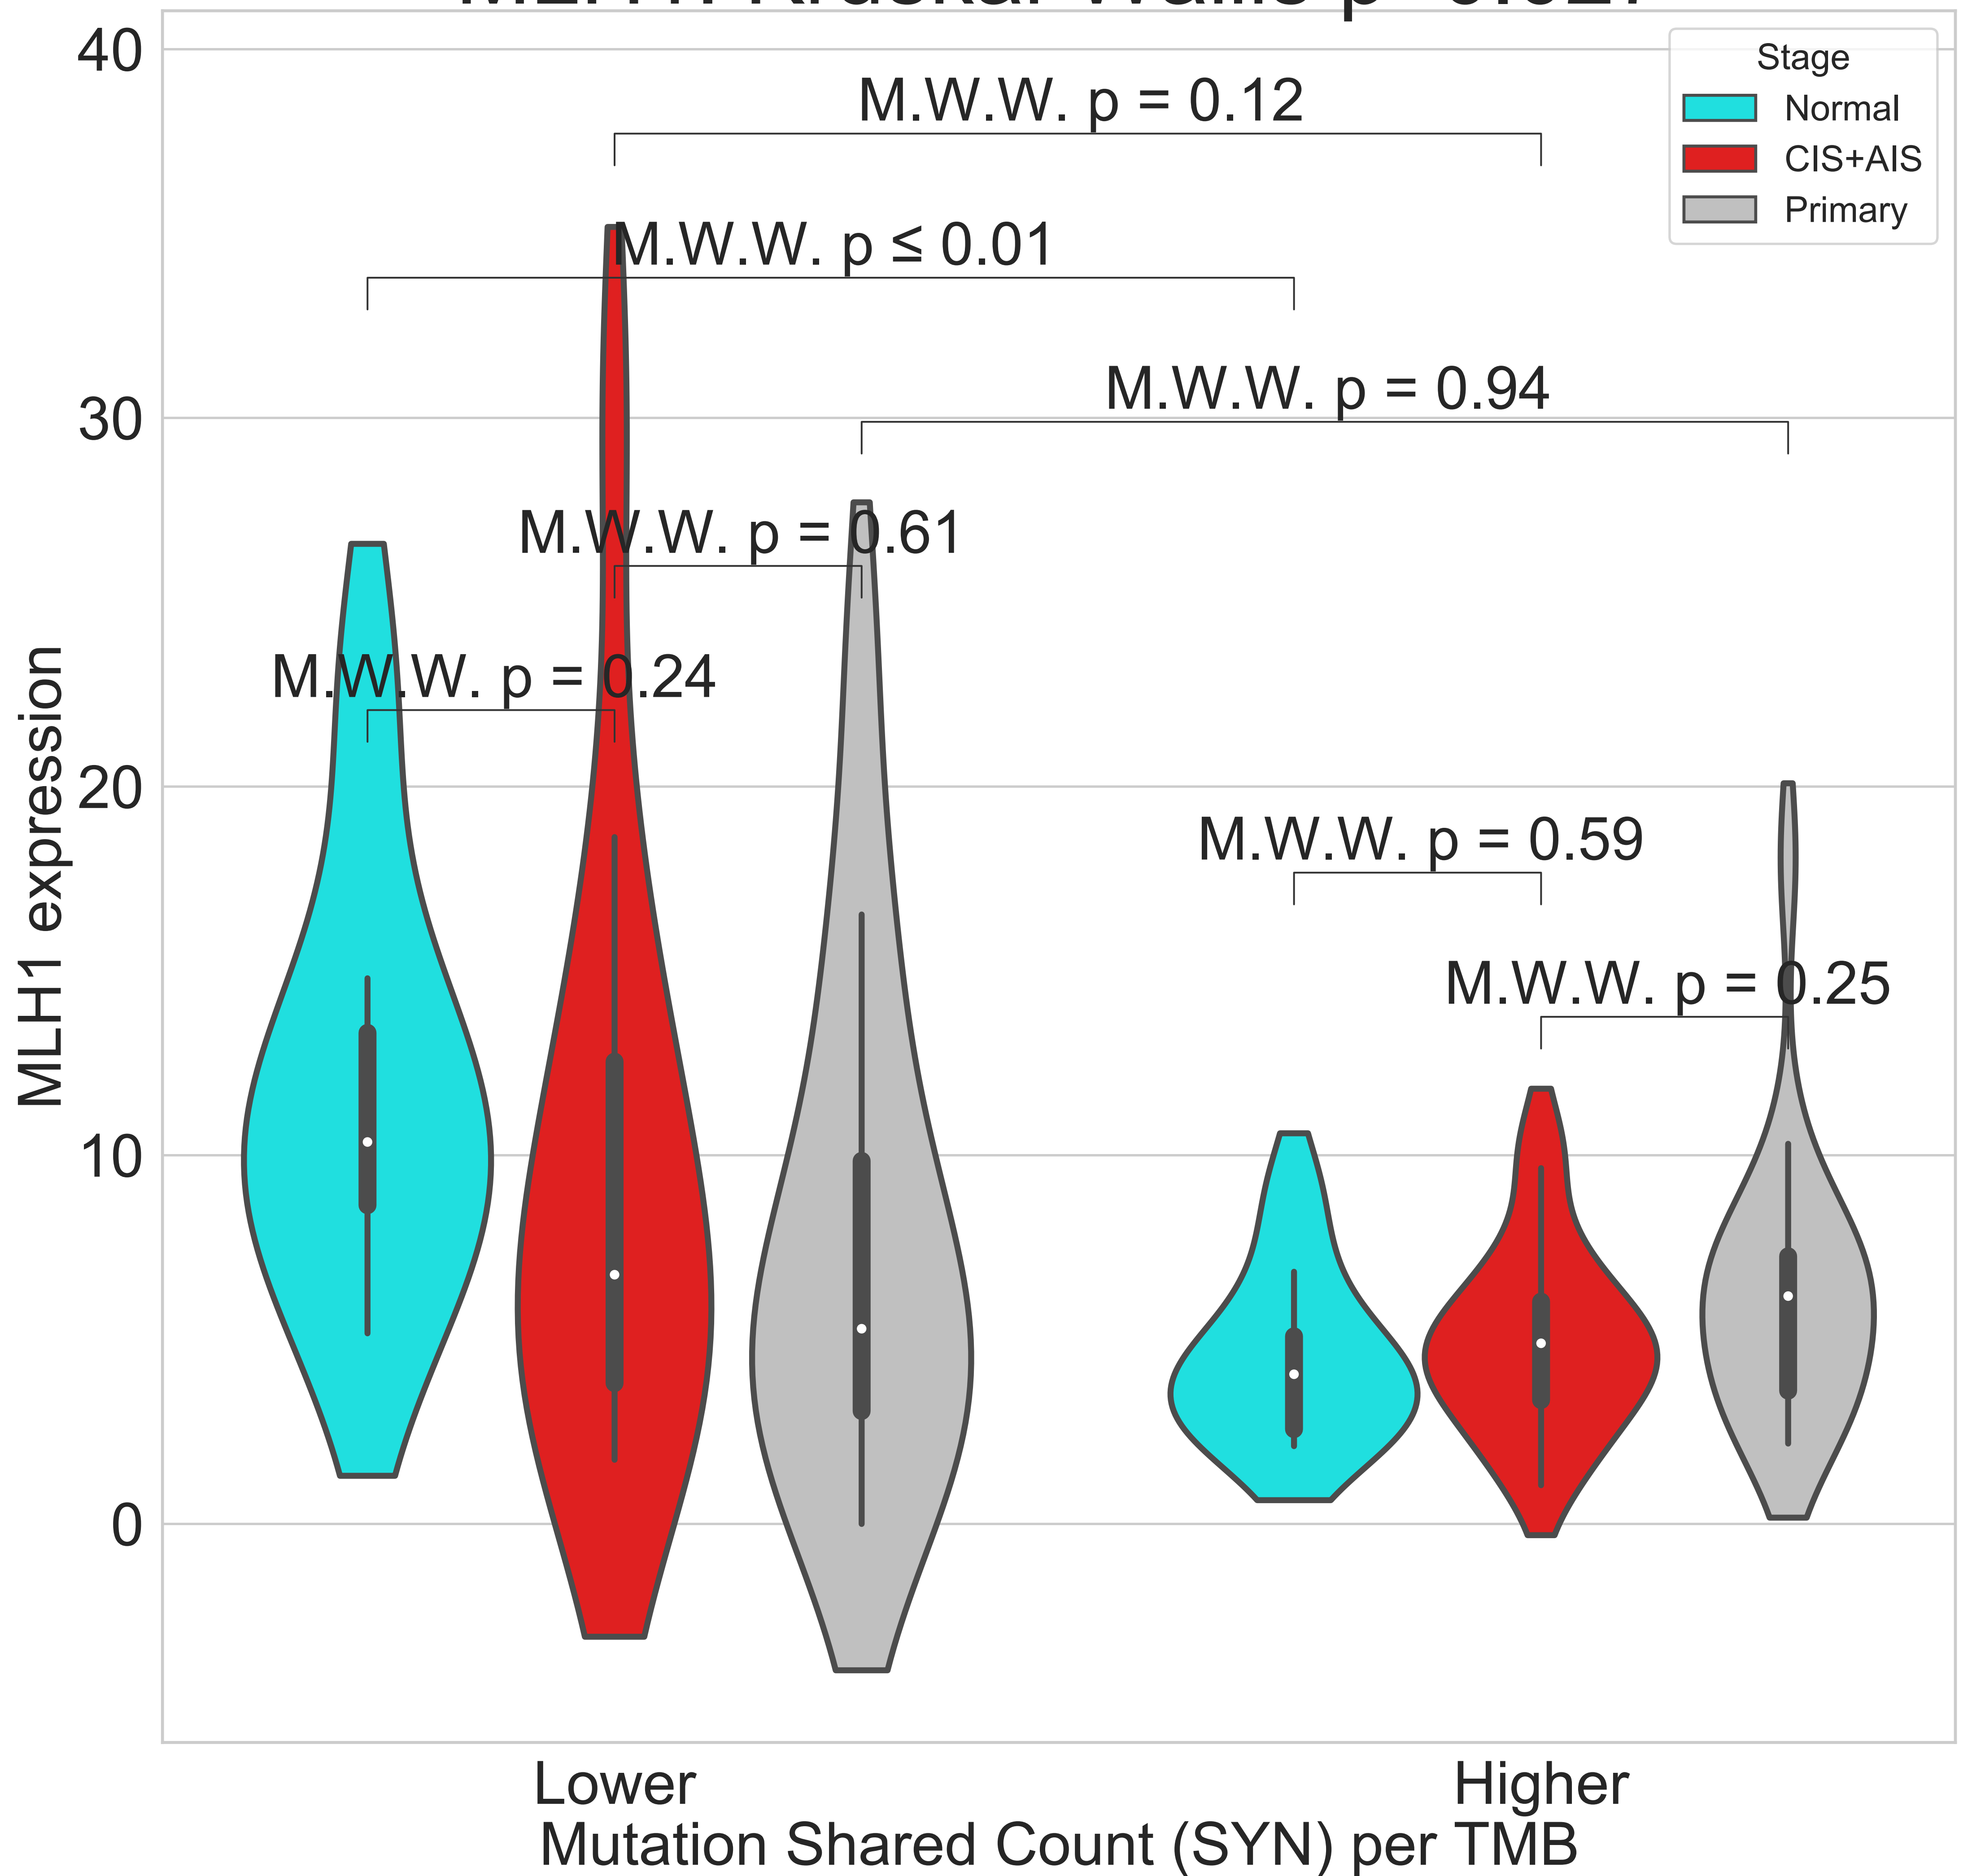 40
Stage
M.W.W. p = 0.12
Normal
CIS+AIS
Primary
M.W.W. p ≤ 0.01
30
M.W.W. p = 0.94
M.W.W. p = 0.61
M.W.W. p = 0.24
20
M.W.W. p = 0.59
M.W.W. p = 0.25
MLH1 expression
10
0
Lower
Higher
Mutation Shared Count (SYN) per TMB